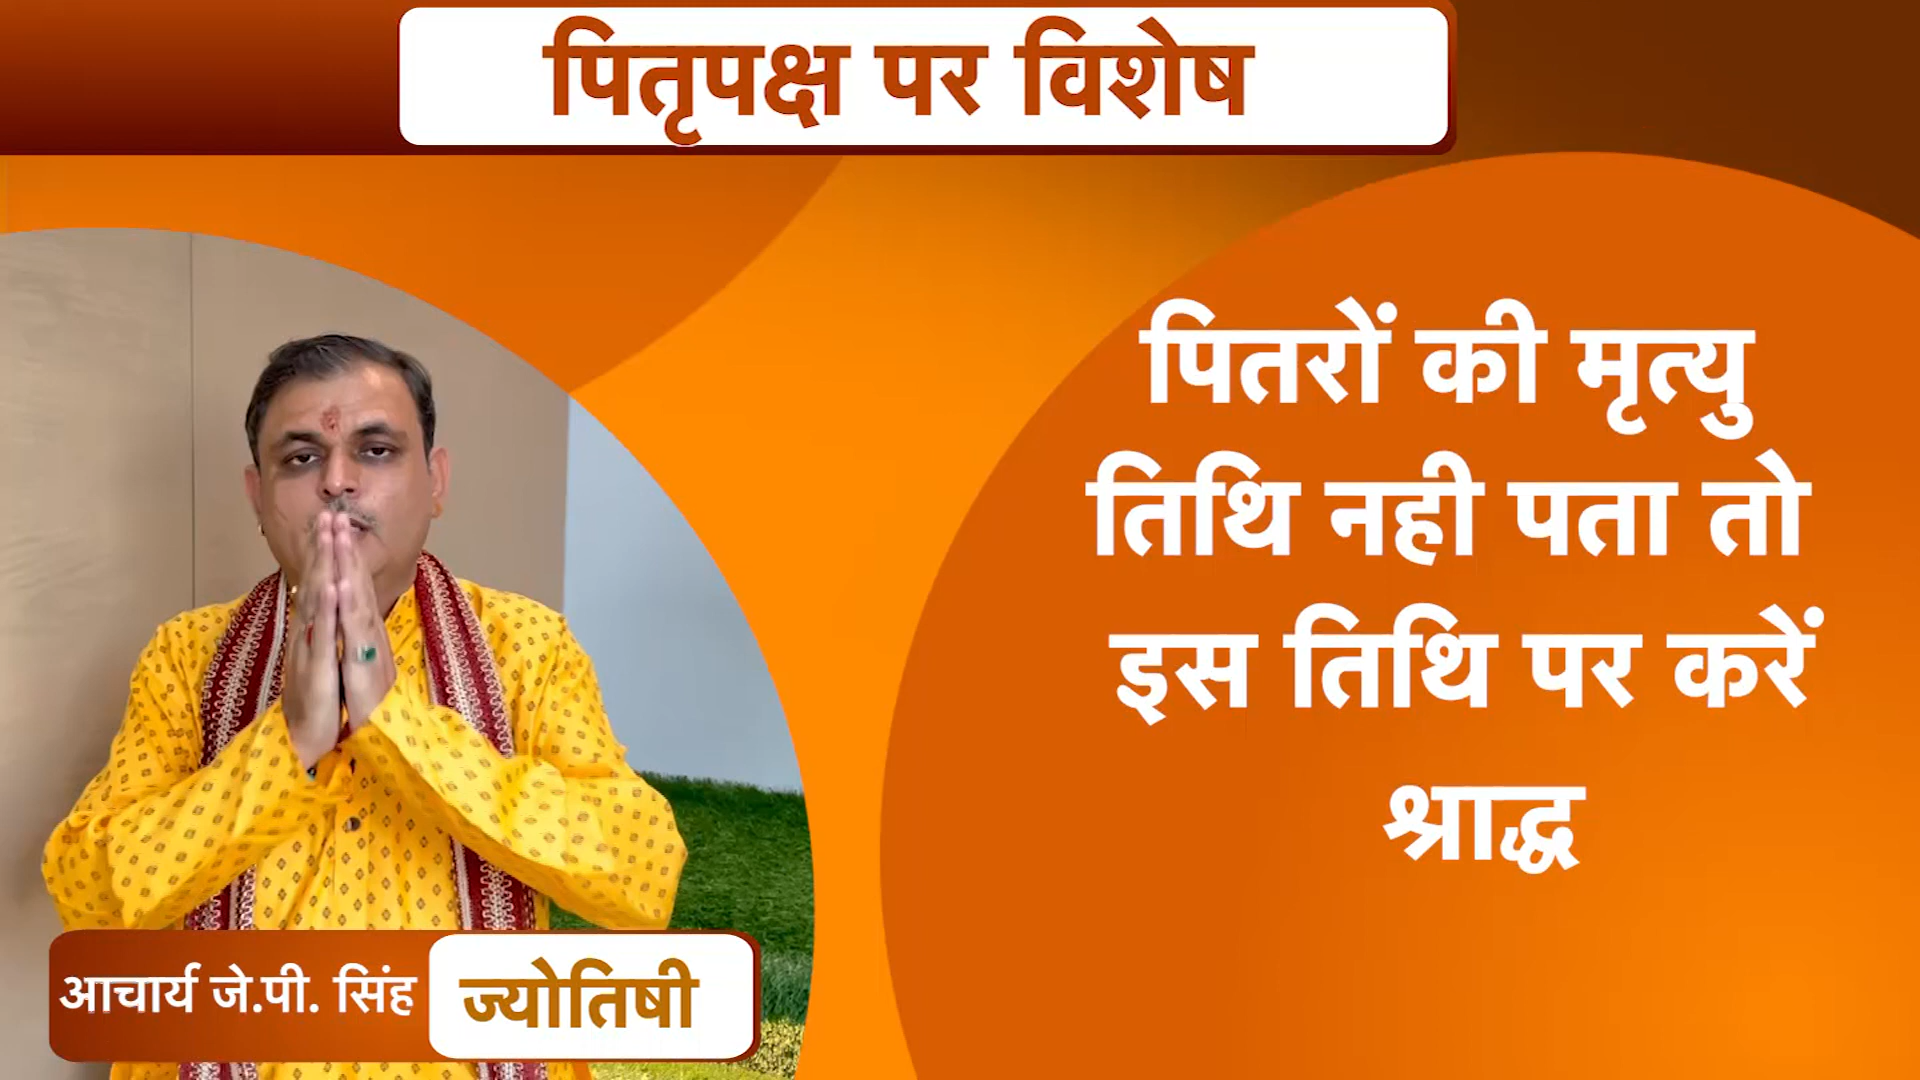 पितृपक्ष पर विशेष
पितरों की मृत्यु
तिथि नही पता तो
इस तिथि पर करें
श्राद्ध
आचार्य जे.पी. सिंह
ज्योतिषी